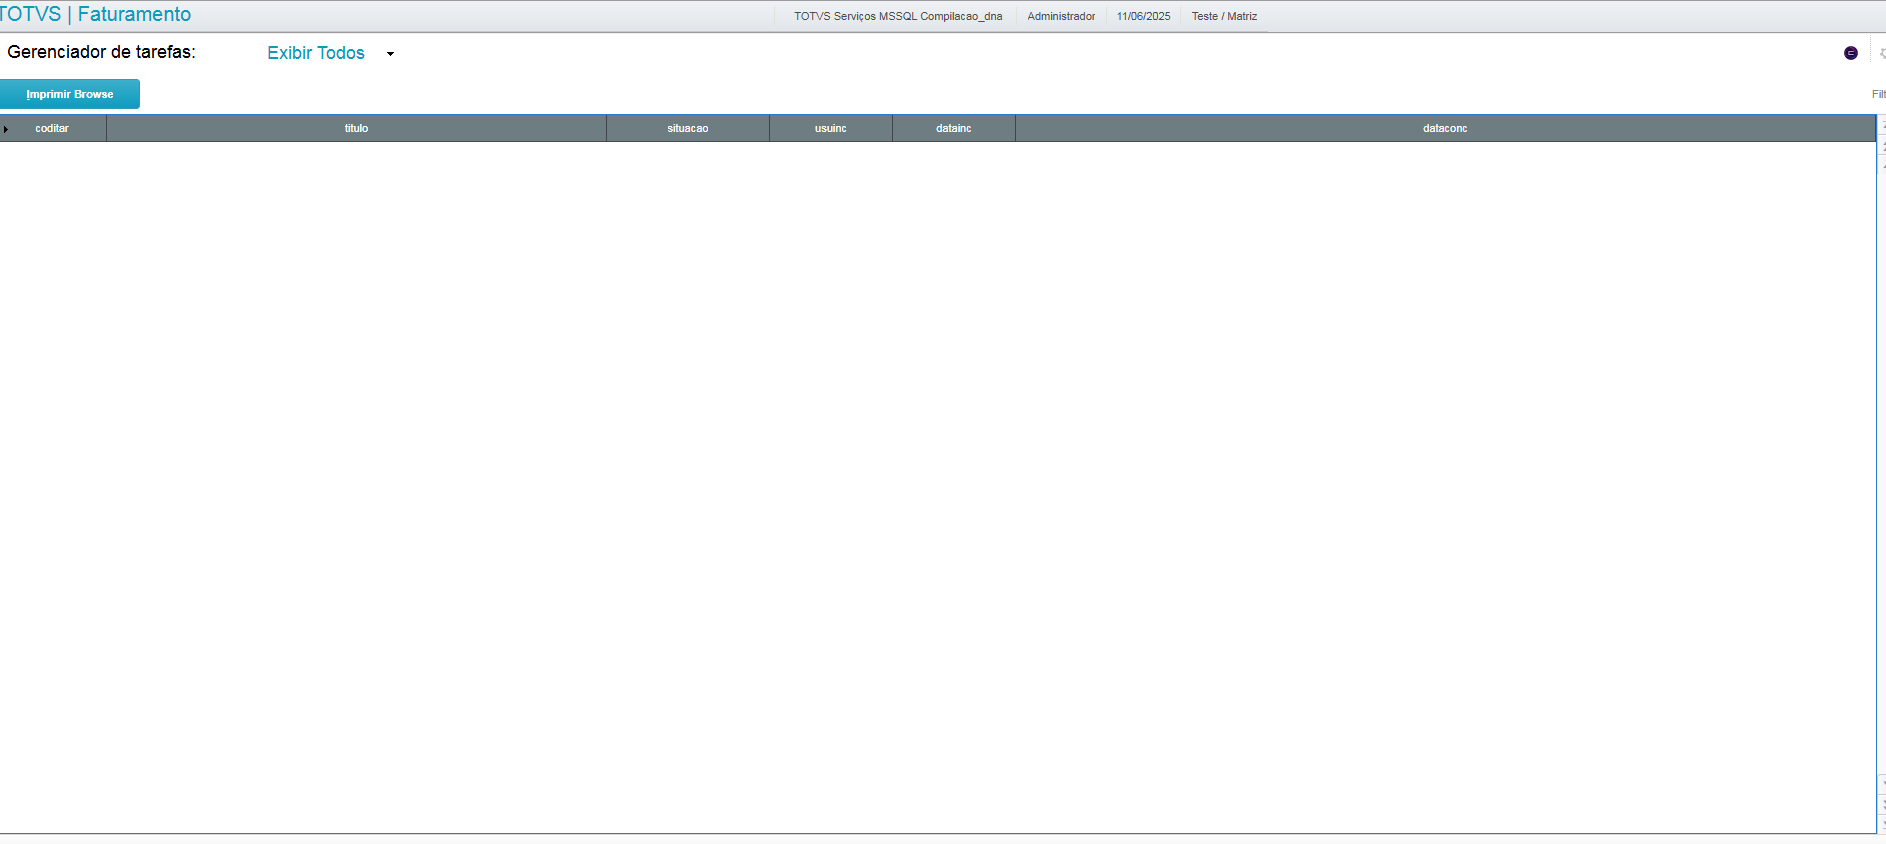 TOTVS | Faturamento TOTVS Serviços MSSQL Compilacao_dna Administrador 11/06/2025 Teste / Matriz
Gerenciador de tarefas: Exibir Todos
Imprimir Browse
coditar titulo situacao usuinc datainc dataconc